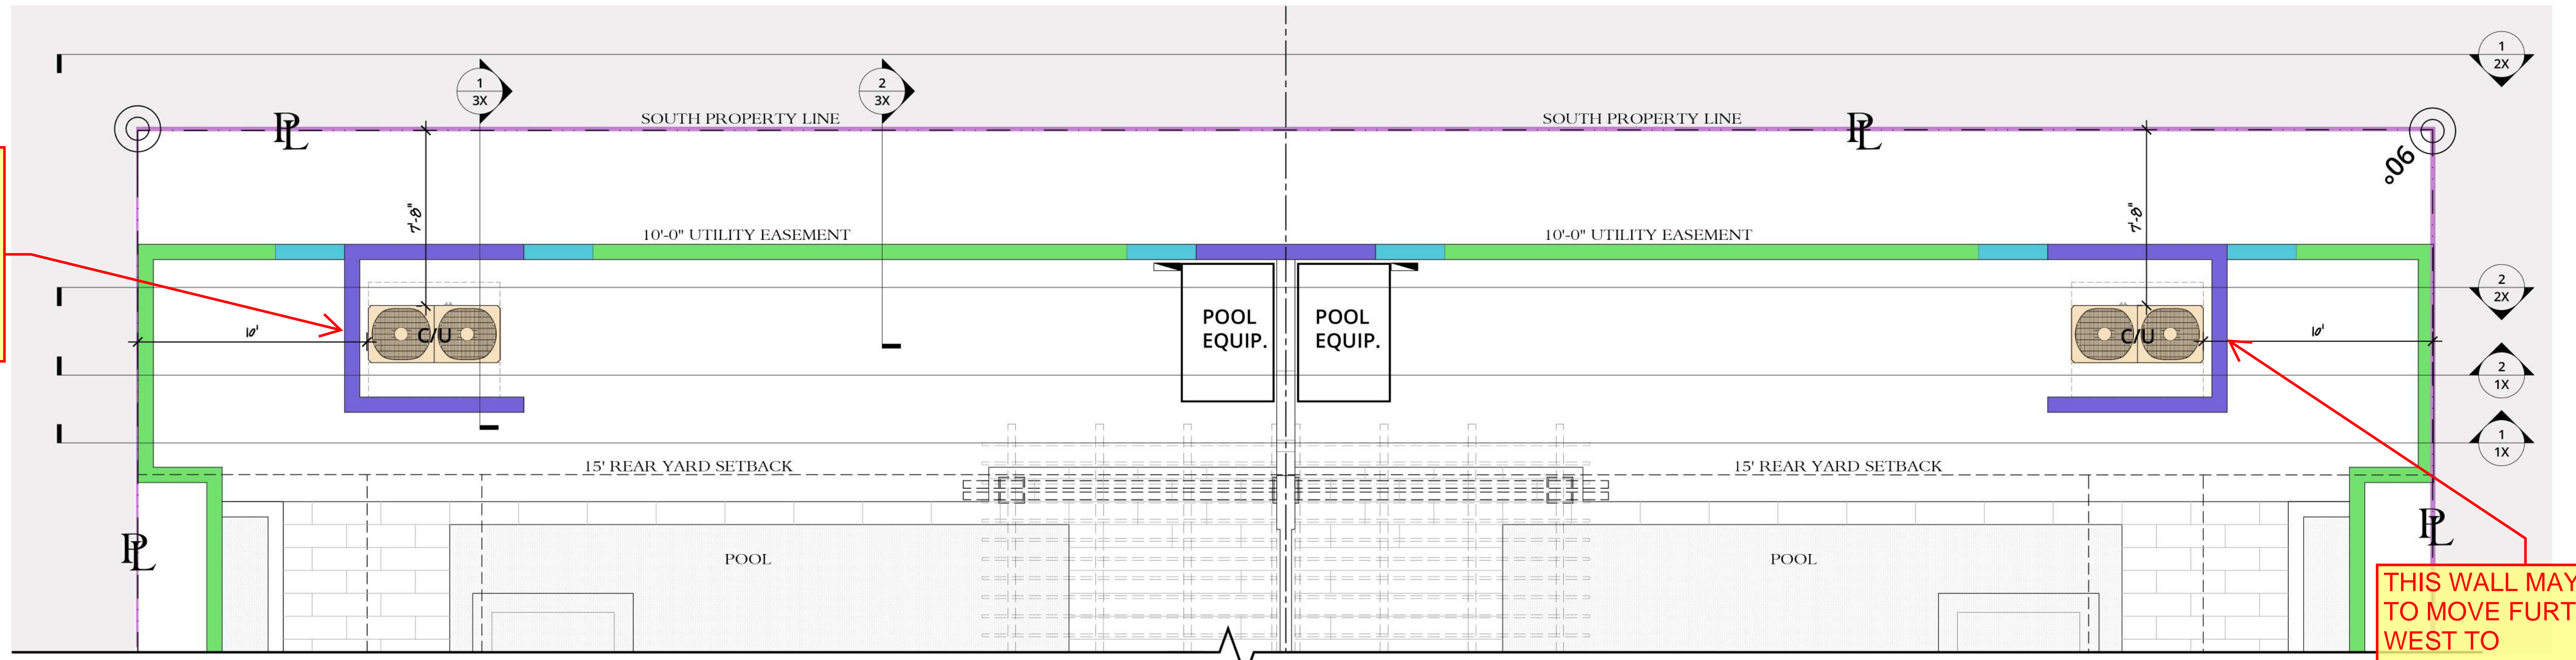 1
2X
1
3X
2
3X
SOUTH PROPERTY LINE
SOUTH PROPERTY LINE
PL
PL
90°
7'-8"
7'-8"
10'-0" UTILITY EASEMENT
10'-0" UTILITY EASEMENT
2
2X
POOL
EQUIP.
POOL
EQUIP.
10'
C/U
C/U
10'
2
1X
1
1X
15' REAR YARD SETBACK
15' REAR YARD SETBACK
PL
PL
POOL
POOL
THIS WALL MAY
TO MOVE FURT
WEST TO